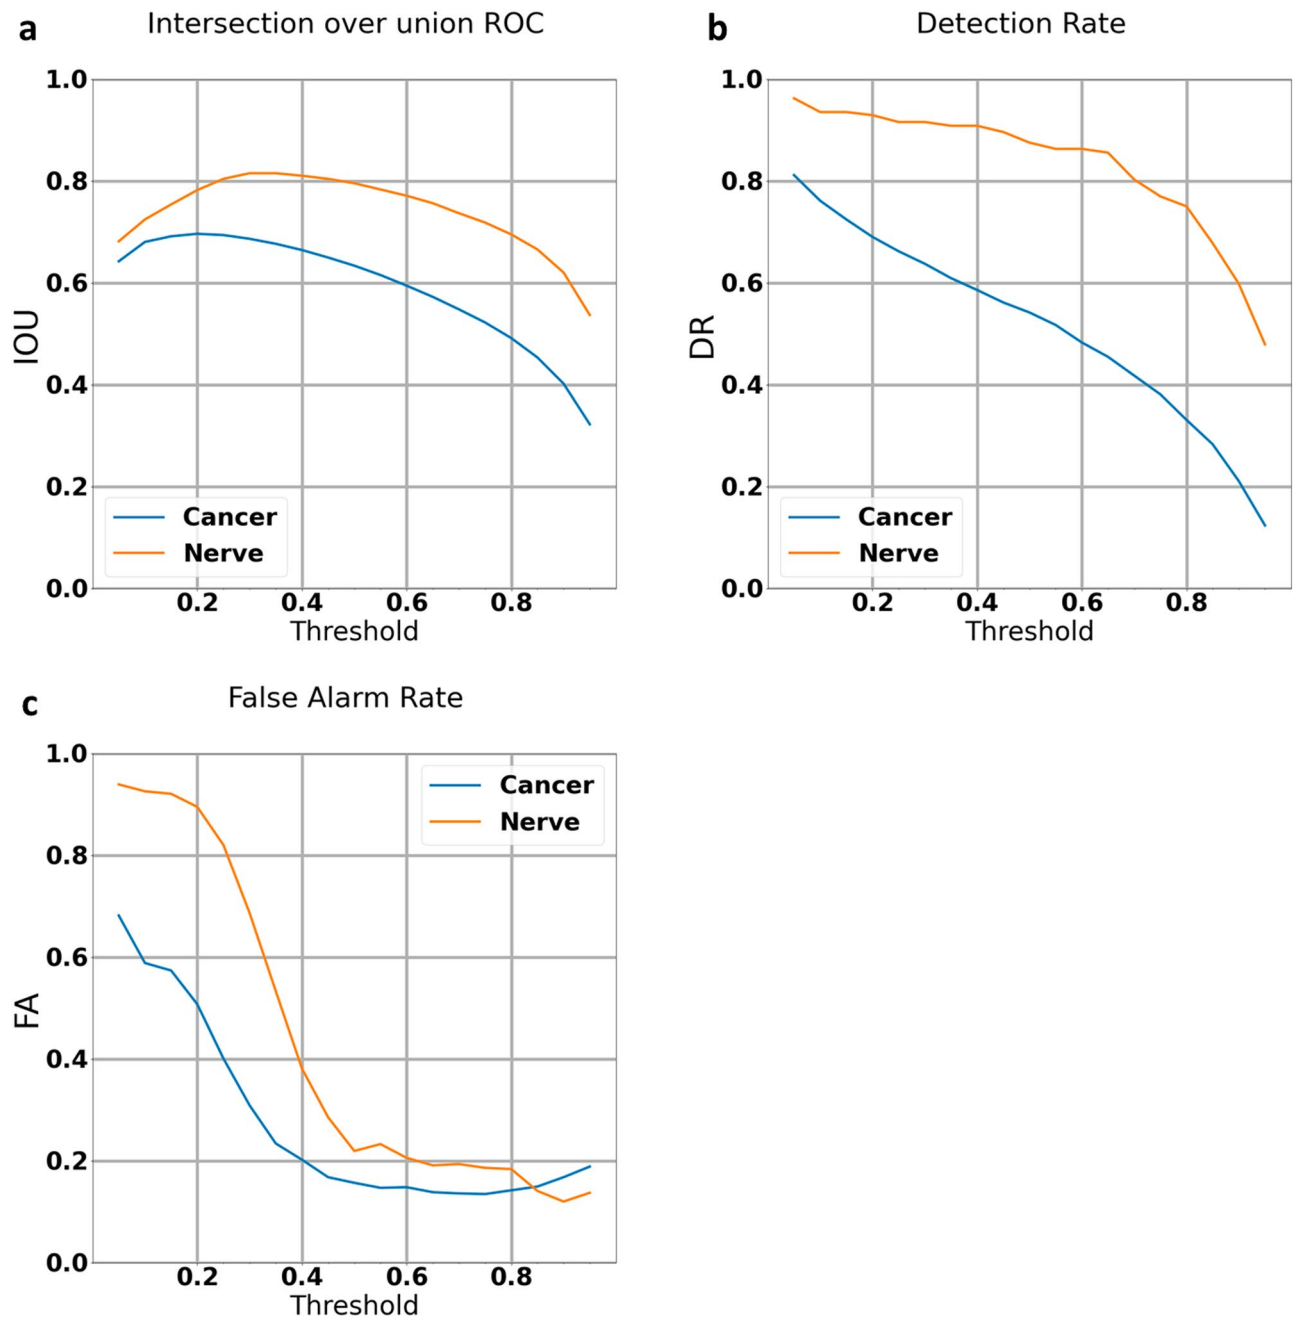 a
Intersection over union ROC
1.0
0.8
0.6
0.4
0.2
0.0
IOU
Cancer
Nerve
0.2 0.4 0.6 0.8
Threshold
b
Detection Rate
1.0
0.8
0.6
0.4
0.2
0.0
DR
Cancer
Nerve
0.2 0.4 0.6 0.8
Threshold
c
False Alarm Rate
1.0
0.8
0.6
0.4
0.2
0.0
FA
Cancer
Nerve
0.2 0.4 0.6 0.8
Threshold